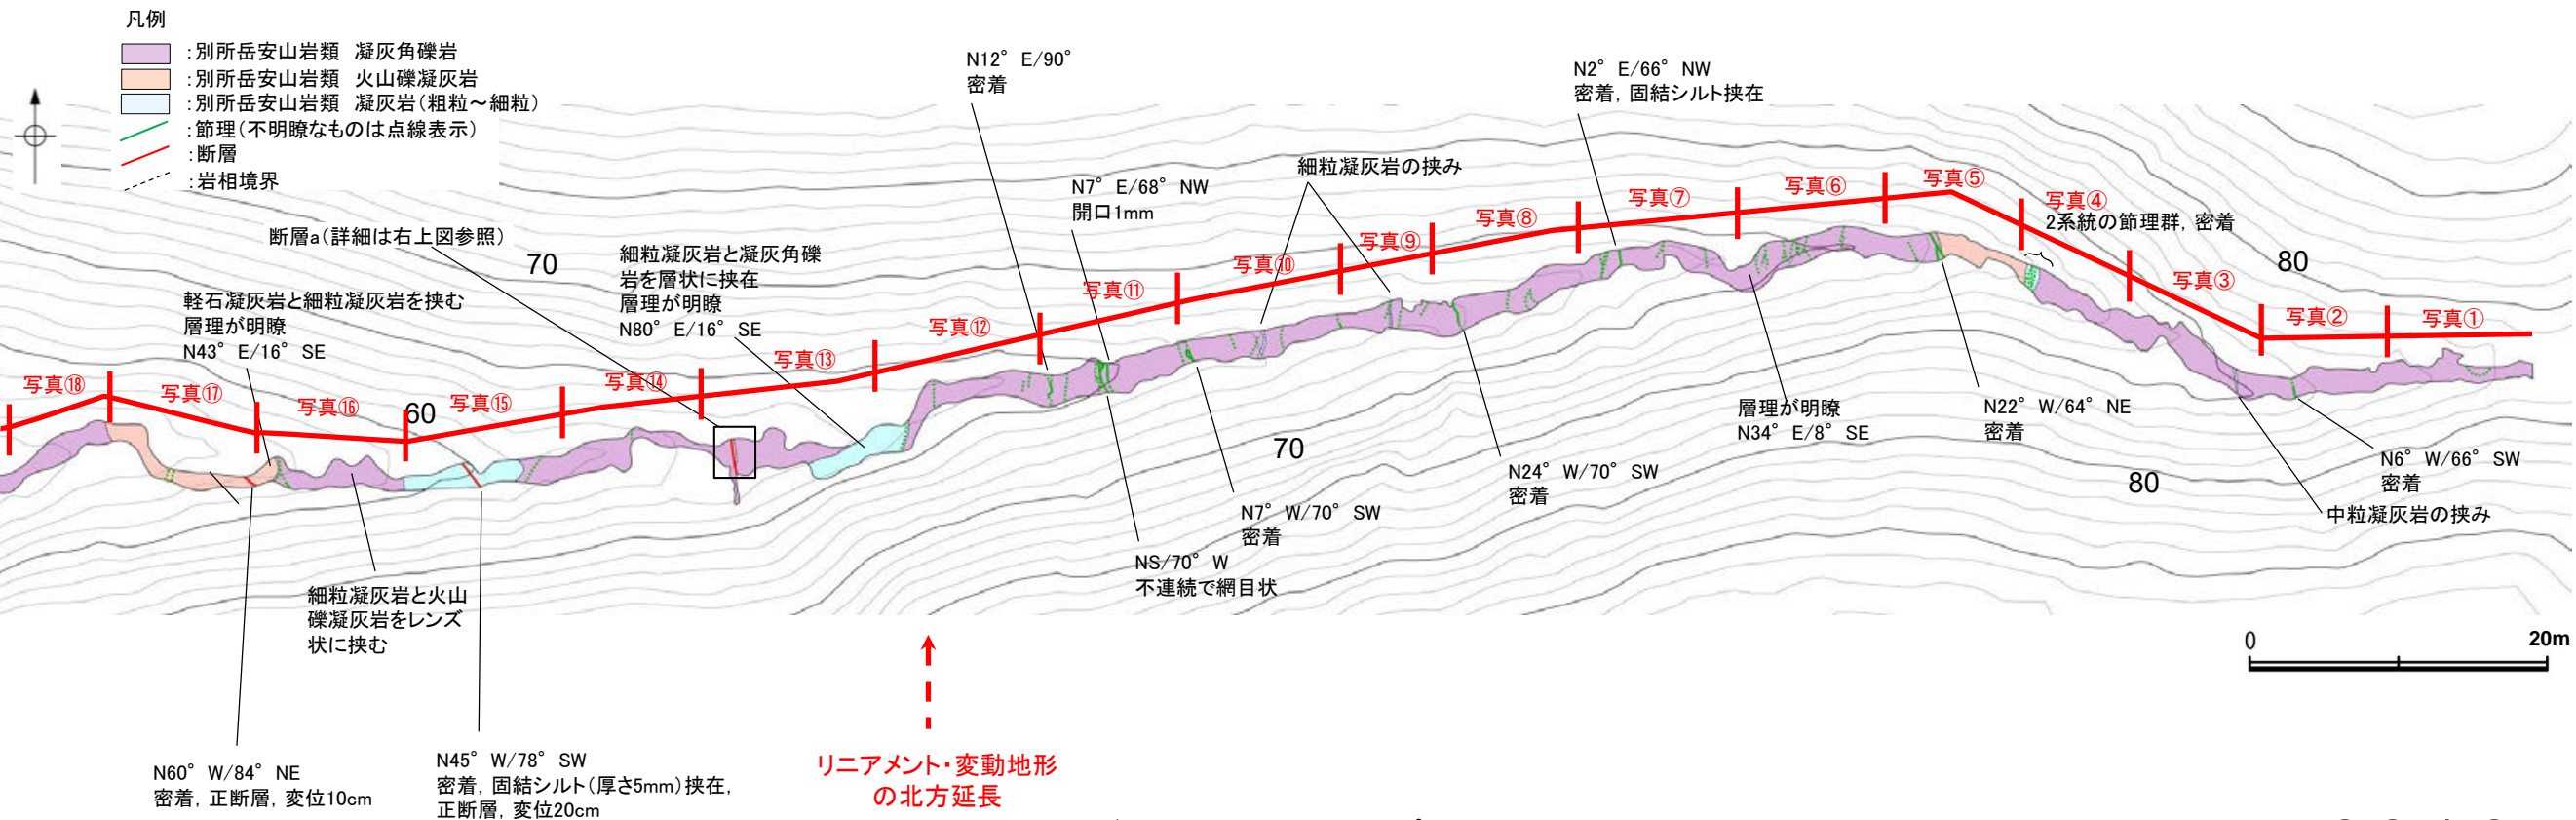 凡例
：別所岳安山岩類　凝灰角礫岩
：別所岳安山岩類　火山礫凝灰岩
：別所岳安山岩類　凝灰岩（粗粒～細粒）
：節理（不明瞭なものは点線表示）
：断層
：岩相境界
N12°E/90°
密着
N2°E/66°NW
密着，固結シルト挟在
N7°E/68°NW
開口1mm
細粒凝灰岩の挟み
写真⑤
写真⑥
写真⑦
写真⑧
写真⑨
写真⑩
写真⑪
写真⑫
写真⑬
写真⑭
写真⑮
写真⑯
写真⑰
写真⑱
写真④
2系統の節理群，密着
写真③
写真②
写真①
断層a（詳細は右上図参照）
70
80
細粒凝灰岩と凝灰角礫
岩を層状に挟在
層理が明瞭
N80°E/16°SE
軽石凝灰岩と細粒凝灰岩を挟む
層理が明瞭
N43°E/16°SE
60
70
80
層理が明瞭
N34°E/8°SE
N22°W/64°NE
密着
N6°W/66°SW
密着
中粒凝灰岩の挟み
N24°W/70°SW
密着
N7°W/70°SW
密着
NS/70°W
不連続で網目状
細粒凝灰岩と火山
礫凝灰岩をレンズ
状に挟む
0
20m
N60°W/84°NE
密着，正断層，変位10cm
N45°W/78°SW
密着，固結シルト（厚さ5mm）挟在，
正断層，変位20cm
リニアメント・変動地形
の北方延長